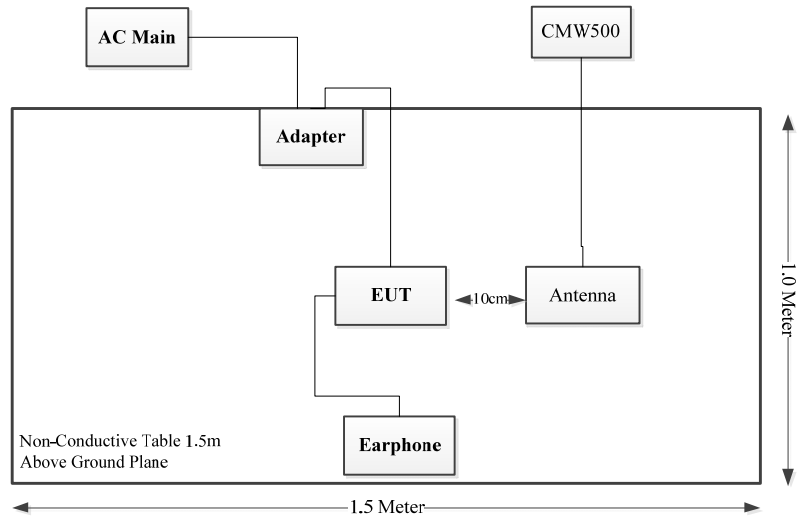 AC Main
CMW500
Adapter
EUT
10cm
Antenna
1.0 Meter
Earphone
Non-Conductive Table 1.5m
Above Ground Plane
1.5 Meter